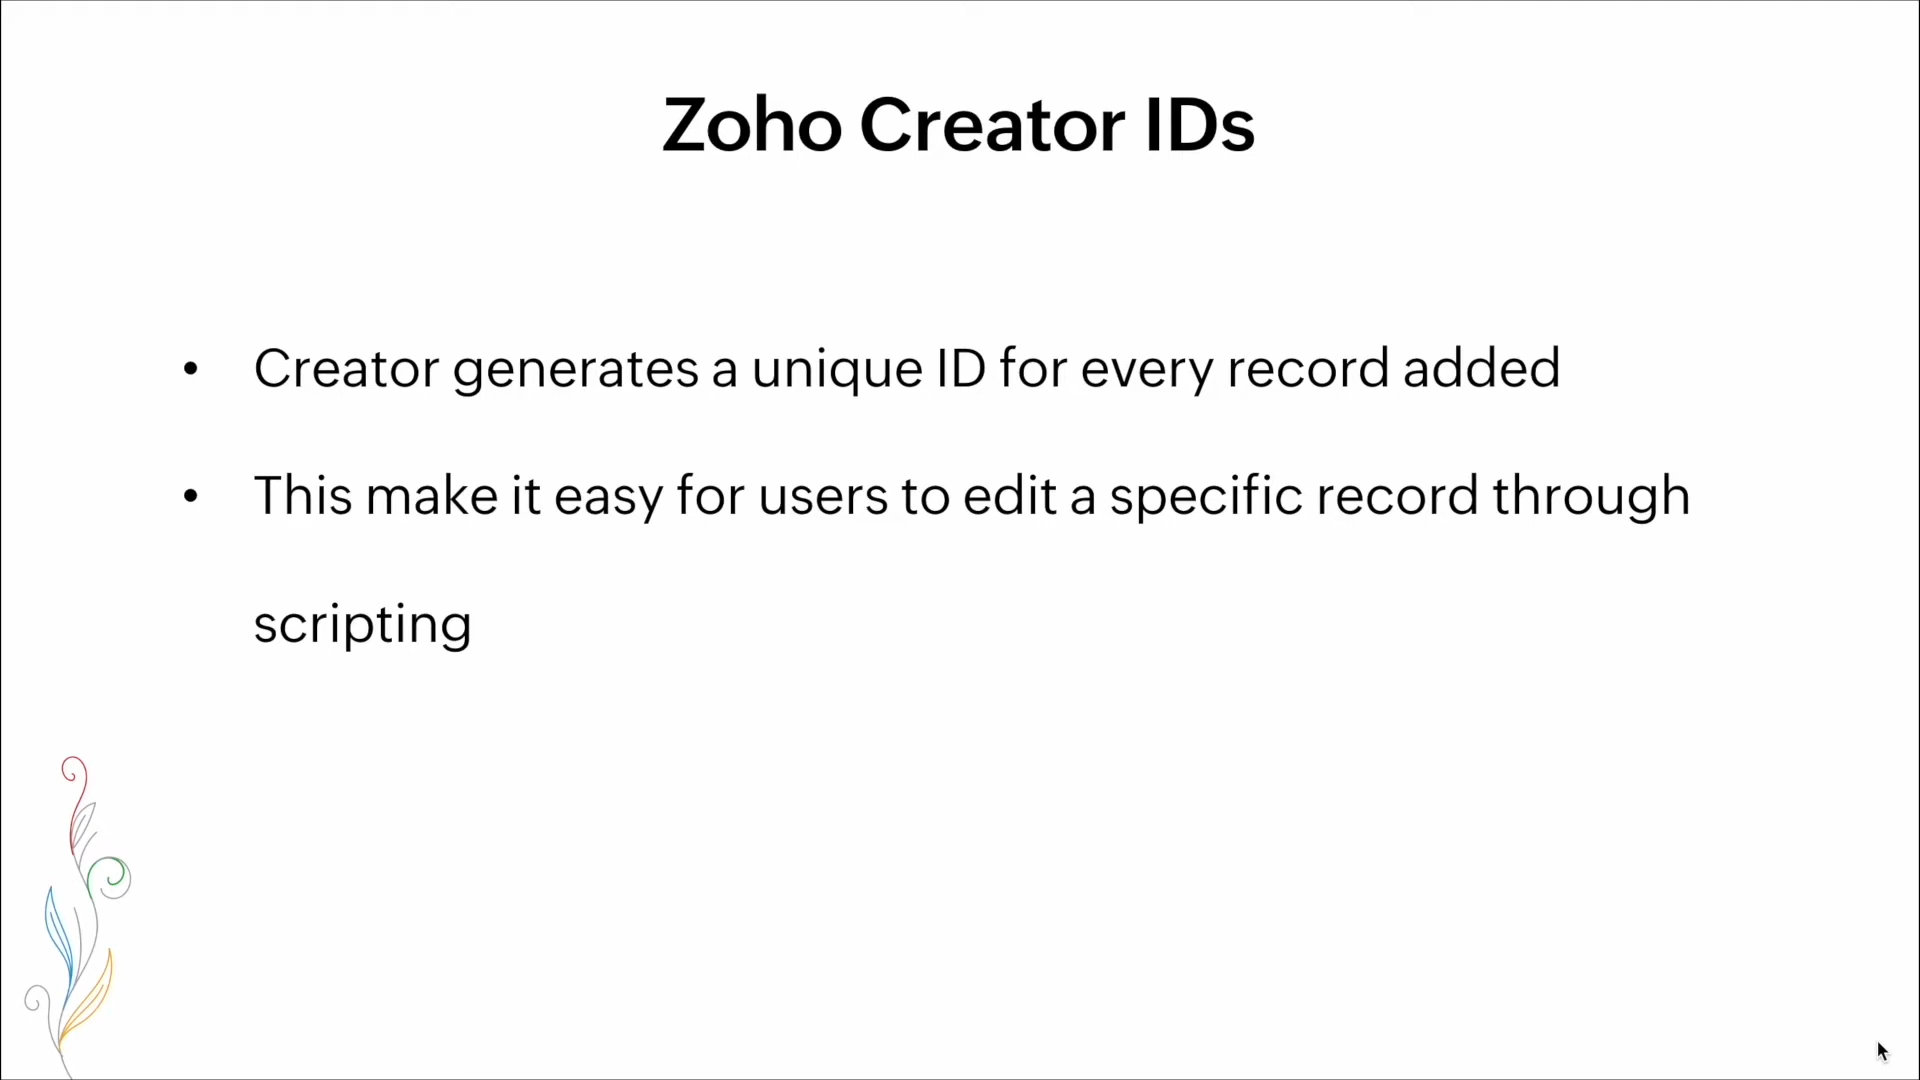 Zoho Creator IDs
• Creator generates a unique ID for every record added
• This make it easy for users to edit a specific record through
scripting